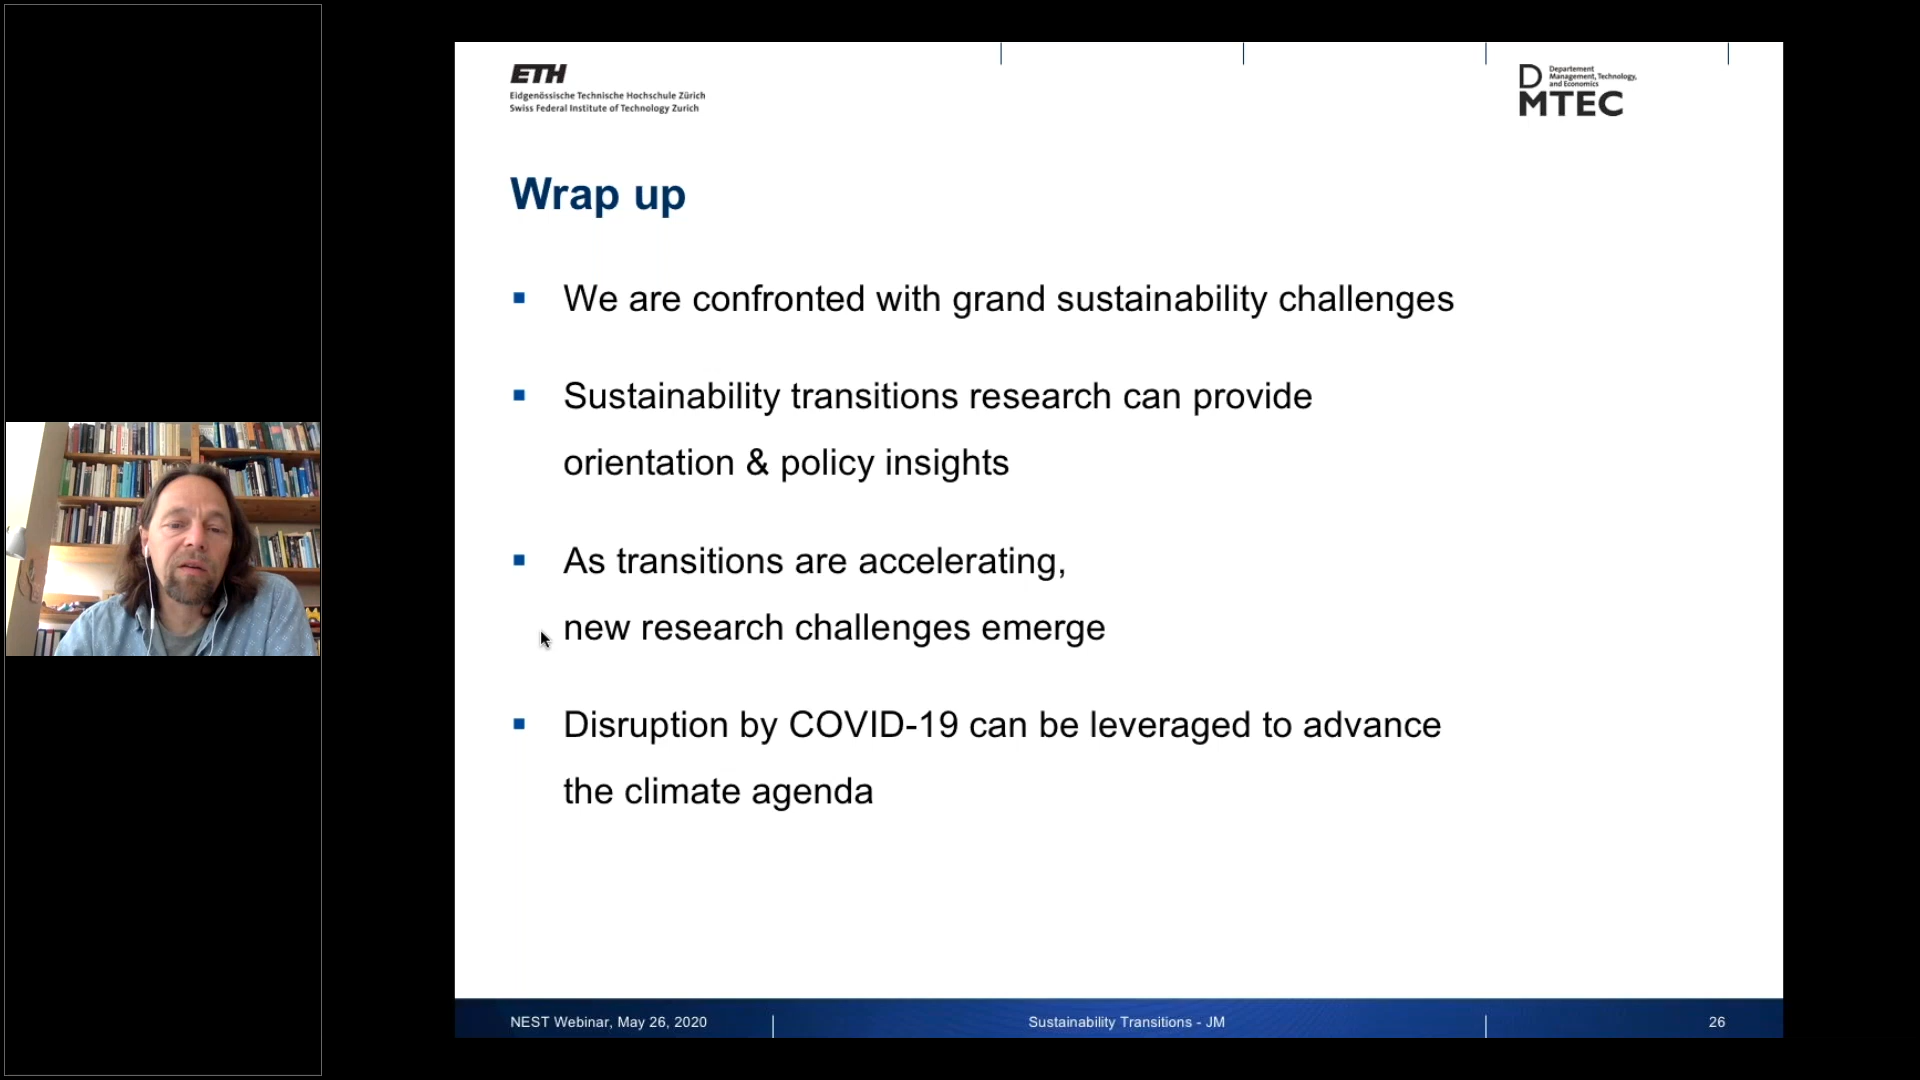 ETH
Eidgenössische Technische Hochschule Zürich
Swiss Federal Institute of Technology Zurich
D Departement
Management, Technology,
and Economics
MTEC
Wrap up
We are confronted with grand sustainability challenges
Sustainability transitions research can provide
orientation & policy insights
As transitions are accelerating,
new research challenges emerge
Disruption by COVID-19 can be leveraged to advance
the climate agenda
NEST Webinar, May 26, 2020
Sustainability Transitions - JM
26